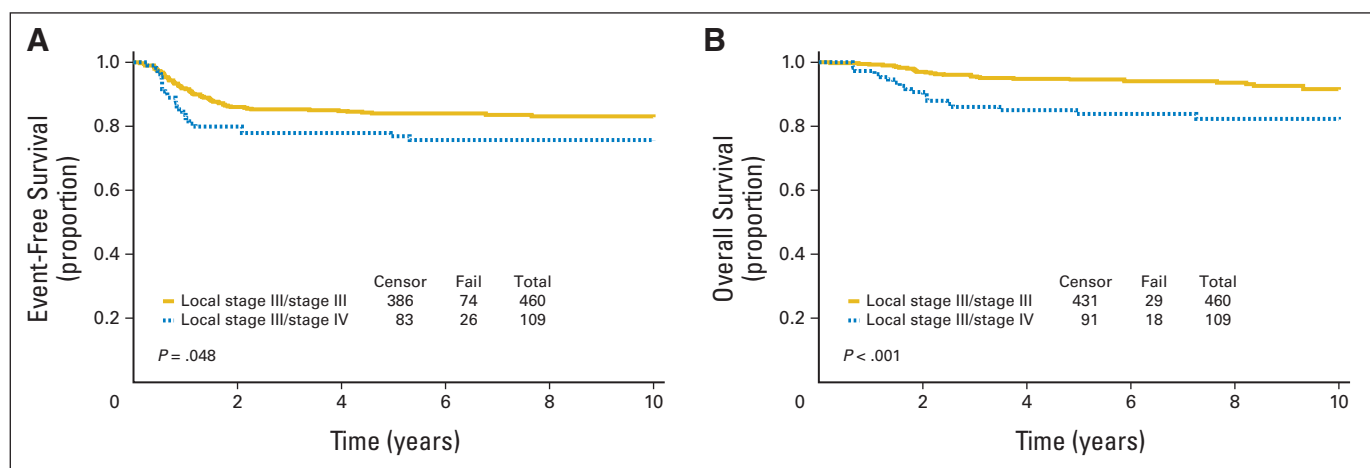 A
Event-Free Survival
(proportion)
1.0
0.8
0.6
0.4
0.2
0 2 4 6 8 10
Time (years)
Censor Fail Total
Local stage III/stage III 386 74 460
Local stage III/stage IV 83 26 109
P = .048
B
Overall Survival
(proportion)
1.0
0.8
0.6
0.4
0.2
0 2 4 6 8 10
Time (years)
Censor Fail Total
Local stage III/stage III 431 29 460
Local stage III/stage IV 91 18 109
P < .001